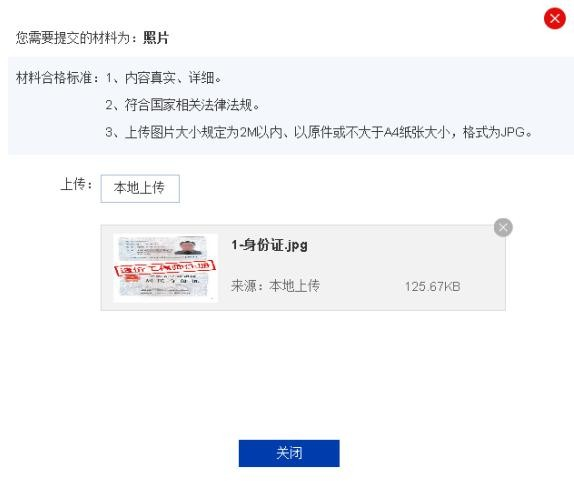 您需要提交的材料为：照片
材料合格标准：1、内容真实、详细。
2、符合国家相关法律法规。
3、上传图片大小规定为2M以内、以原件或不大于A4纸张大小，格式为JPG。
上传：
本地上传
1-身份证.jpg
来源：本地上传
125.67KB
关闭